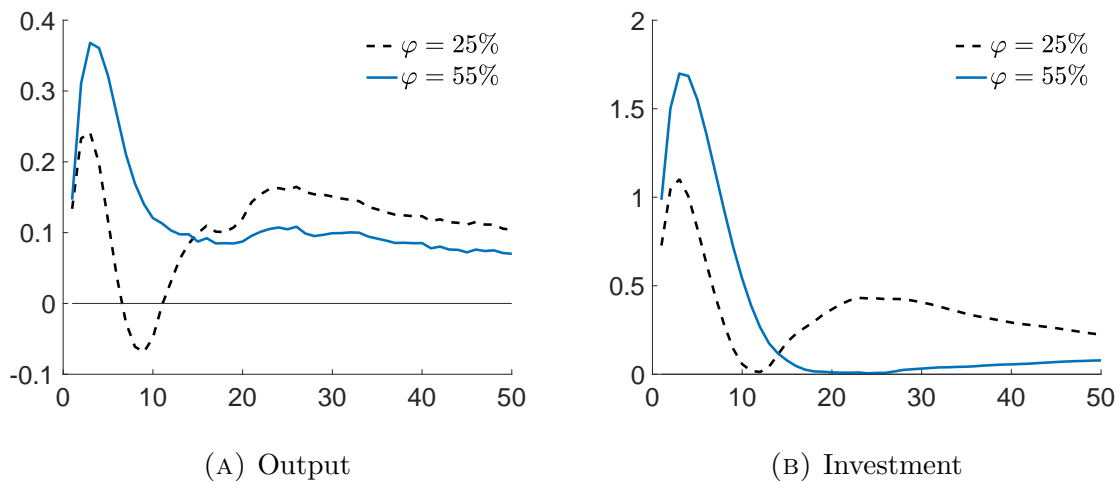 0.4
0.3
0.2
0.1
0
-0.1
0 10 20 30 40 50
φ = 25%
φ = 55%
(A) Output
2
1.5
1
0.5
0
0 10 20 30 40 50
φ = 25%
φ = 55%
(B) Investment